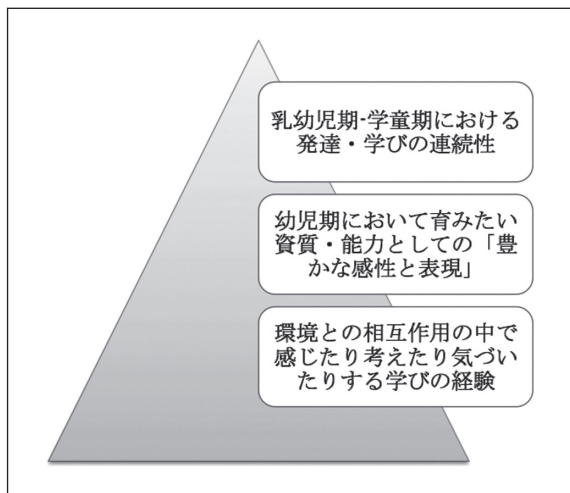 乳幼児期‐学童期における
発達・学びの連続性
幼児期において育みたい
資質・能力としての「豊
かな感性と表現」
環境との相互作用の中で
感じたり考えたり気づい
たりする学びの経験